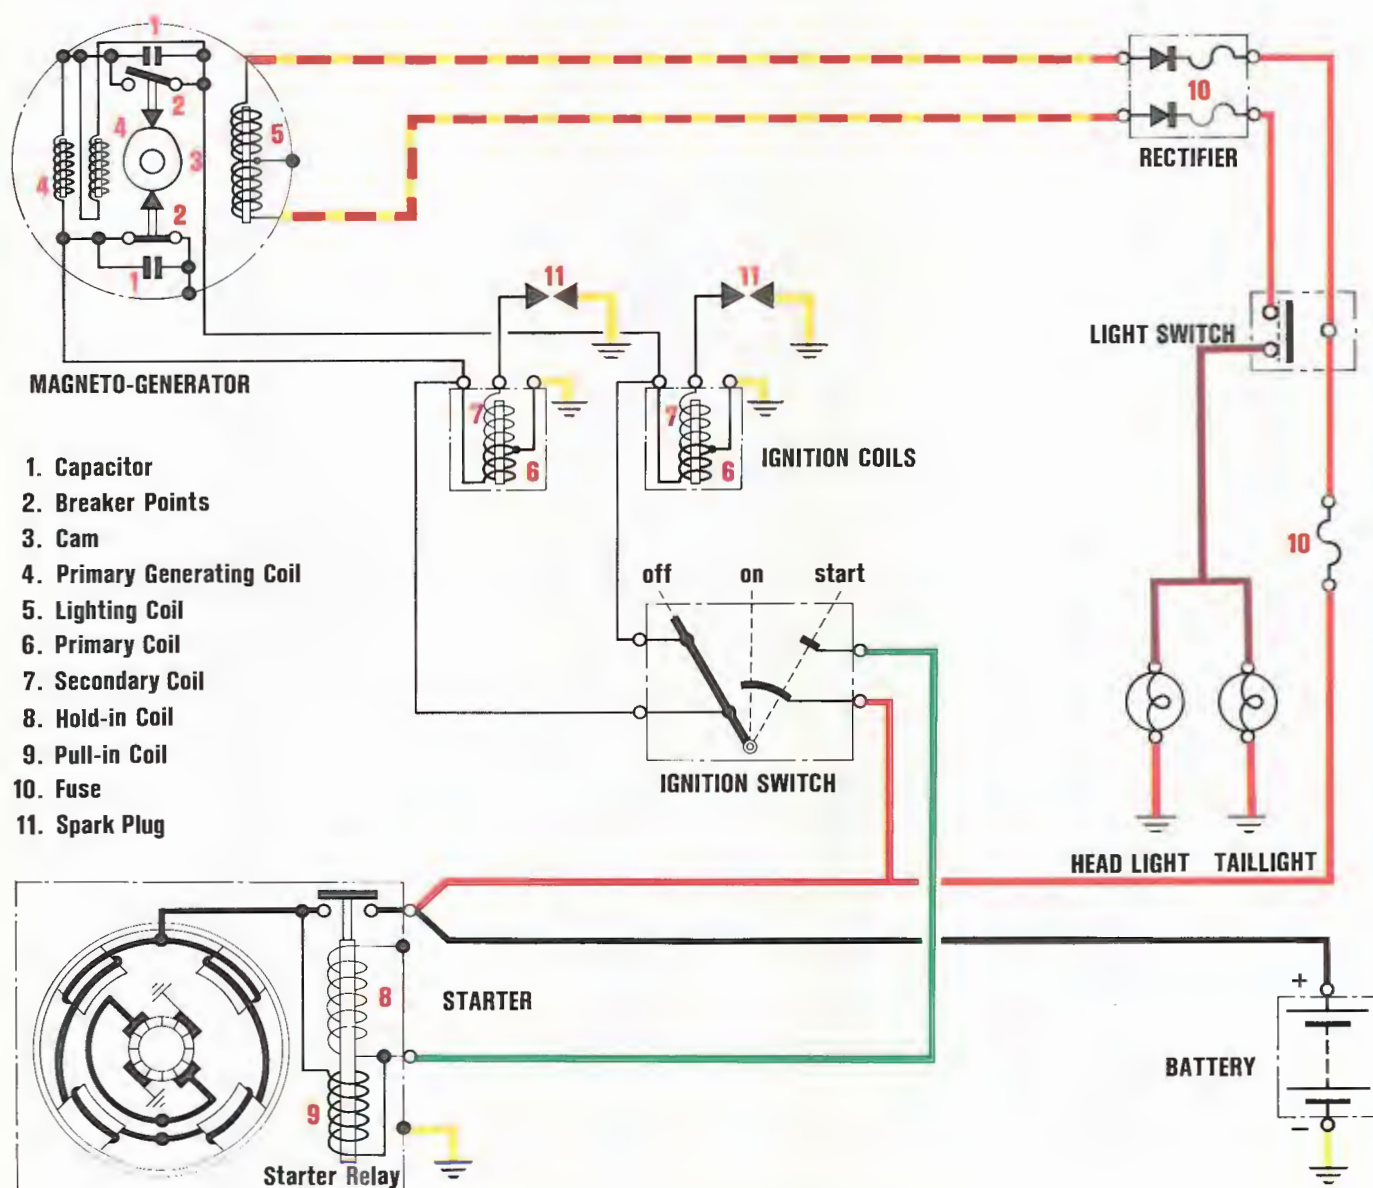 1
2
4
3
4
5
2
1
10
RECTIFIER
11
11
LIGHT SWITCH
MAGNETO-GENERATOR
7
6
7
6
IGNITION COILS
1. Capacitor
2. Breaker Points
3. Cam
4. Primary Generating Coil
5. Lighting Coil
6. Primary Coil
7. Secondary Coil
8. Hold-in Coil
9. Pull-in Coil
10. Fuse
11. Spark Plug
off on start
10
IGNITION SWITCH
HEAD LIGHT TAILLIGHT
8
STARTER
+
BATTERY
9
−
Starter Relay